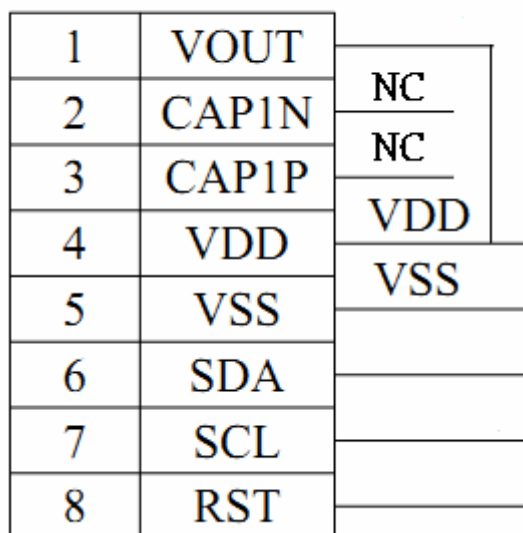 1 VOUT
NC
2 CAP1N
NC
3 CAP1P
VDD
4 VDD
VSS
5 VSS
6 SDA
7 SCL
8 RST